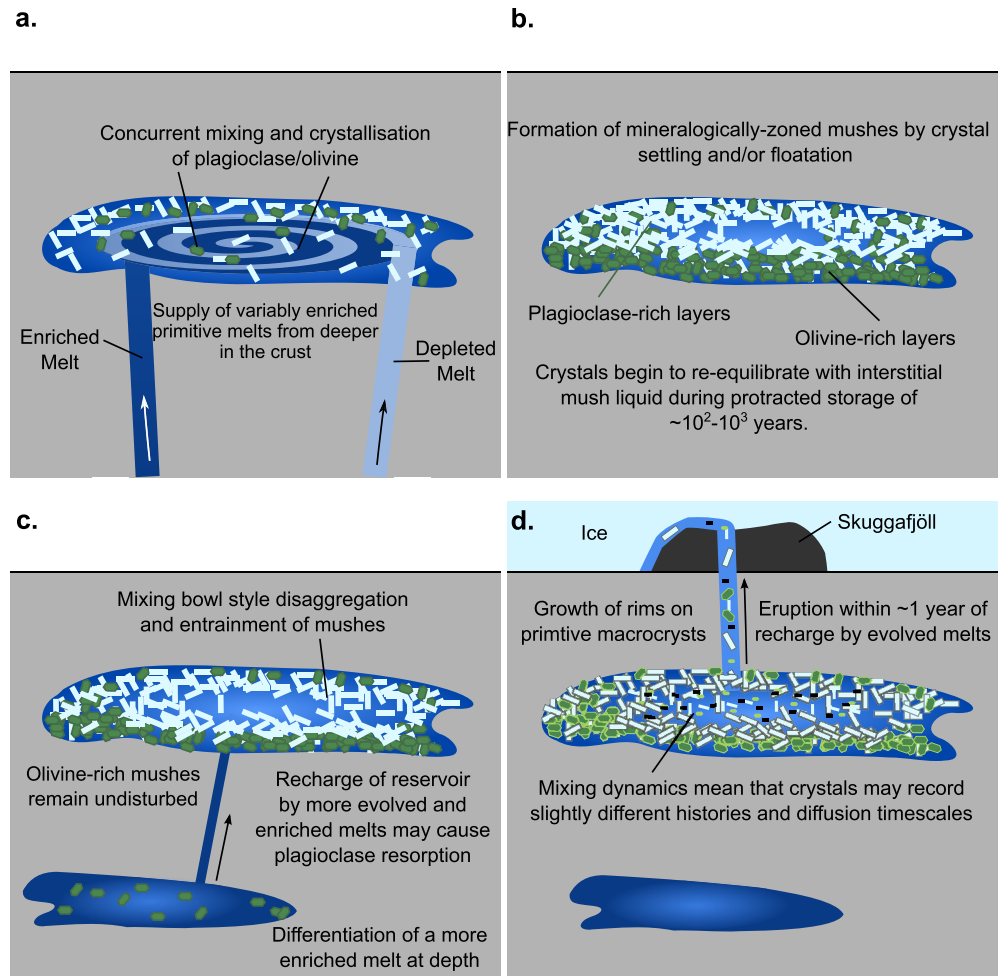 a.
Concurrent mixing and crystallisation
of plagioclase/olivine
Supply of variably enriched
primitive melts from deeper
in the crust
Enriched
Melt
Depleted
Melt
b.
Formation of mineralogically-zoned mushes by crystal
settling and/or floatation
Plagioclase-rich layers
Olivine-rich layers
Crystals begin to re-equilibrate with interstitial
mush liquid during protracted storage of
~10²-10³ years.
c.
Mixing bowl style disaggregation
and entrainment of mushes
Olivine-rich mushes
remain undisturbed
Recharge of reservoir
by more evolved and
enriched melts may cause
plagioclase resorption
Differentiation of a more
enriched melt at depth
d.
Ice
Skuggafjöll
Growth of rims on
primtive macrocrysts
Eruption within ~1 year of
recharge by evolved melts
Mixing dynamics mean that crystals may record
slightly different histories and diffusion timescales